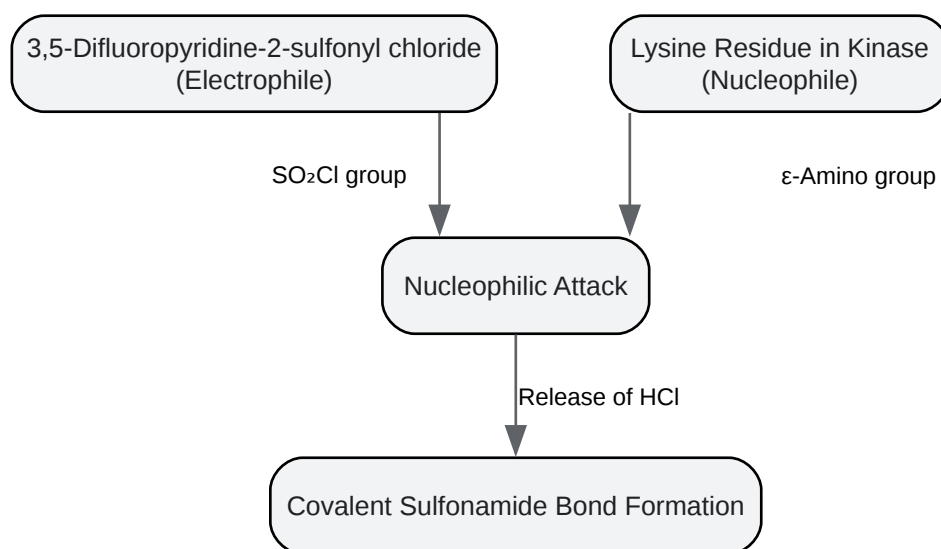 3,5-Difluoropyridine-2-sulfonyl chloride
(Electrophile)
Lysine Residue in Kinase
(Nucleophile)
SO₂Cl group
ε-Amino group
Nucleophilic Attack
Release of HCl
Covalent Sulfonamide Bond Formation